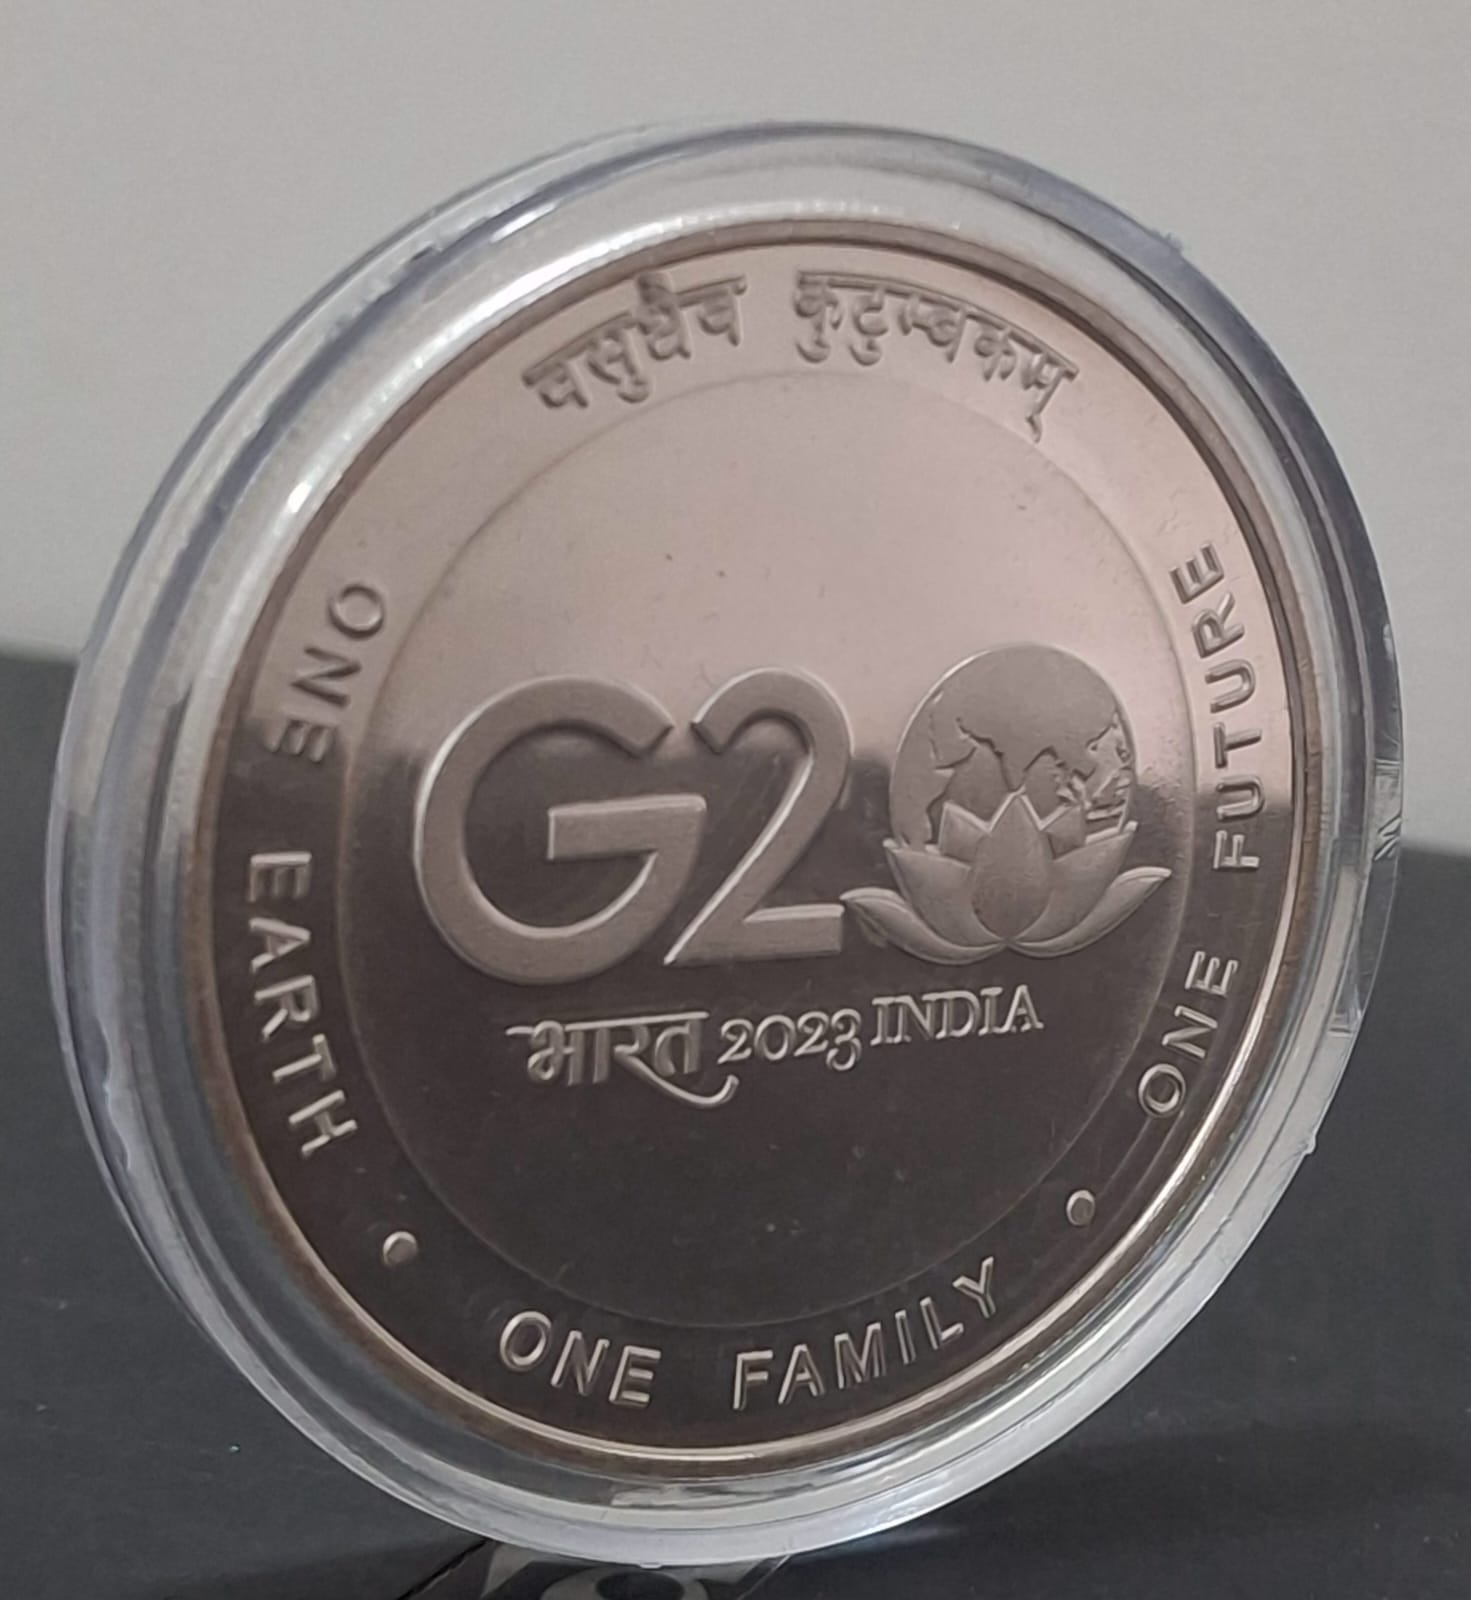 वसुधैव कुटुम्बकम्
G20
भारत 2023 INDIA
ONE EARTH • ONE FAMILY • ONE FUTURE